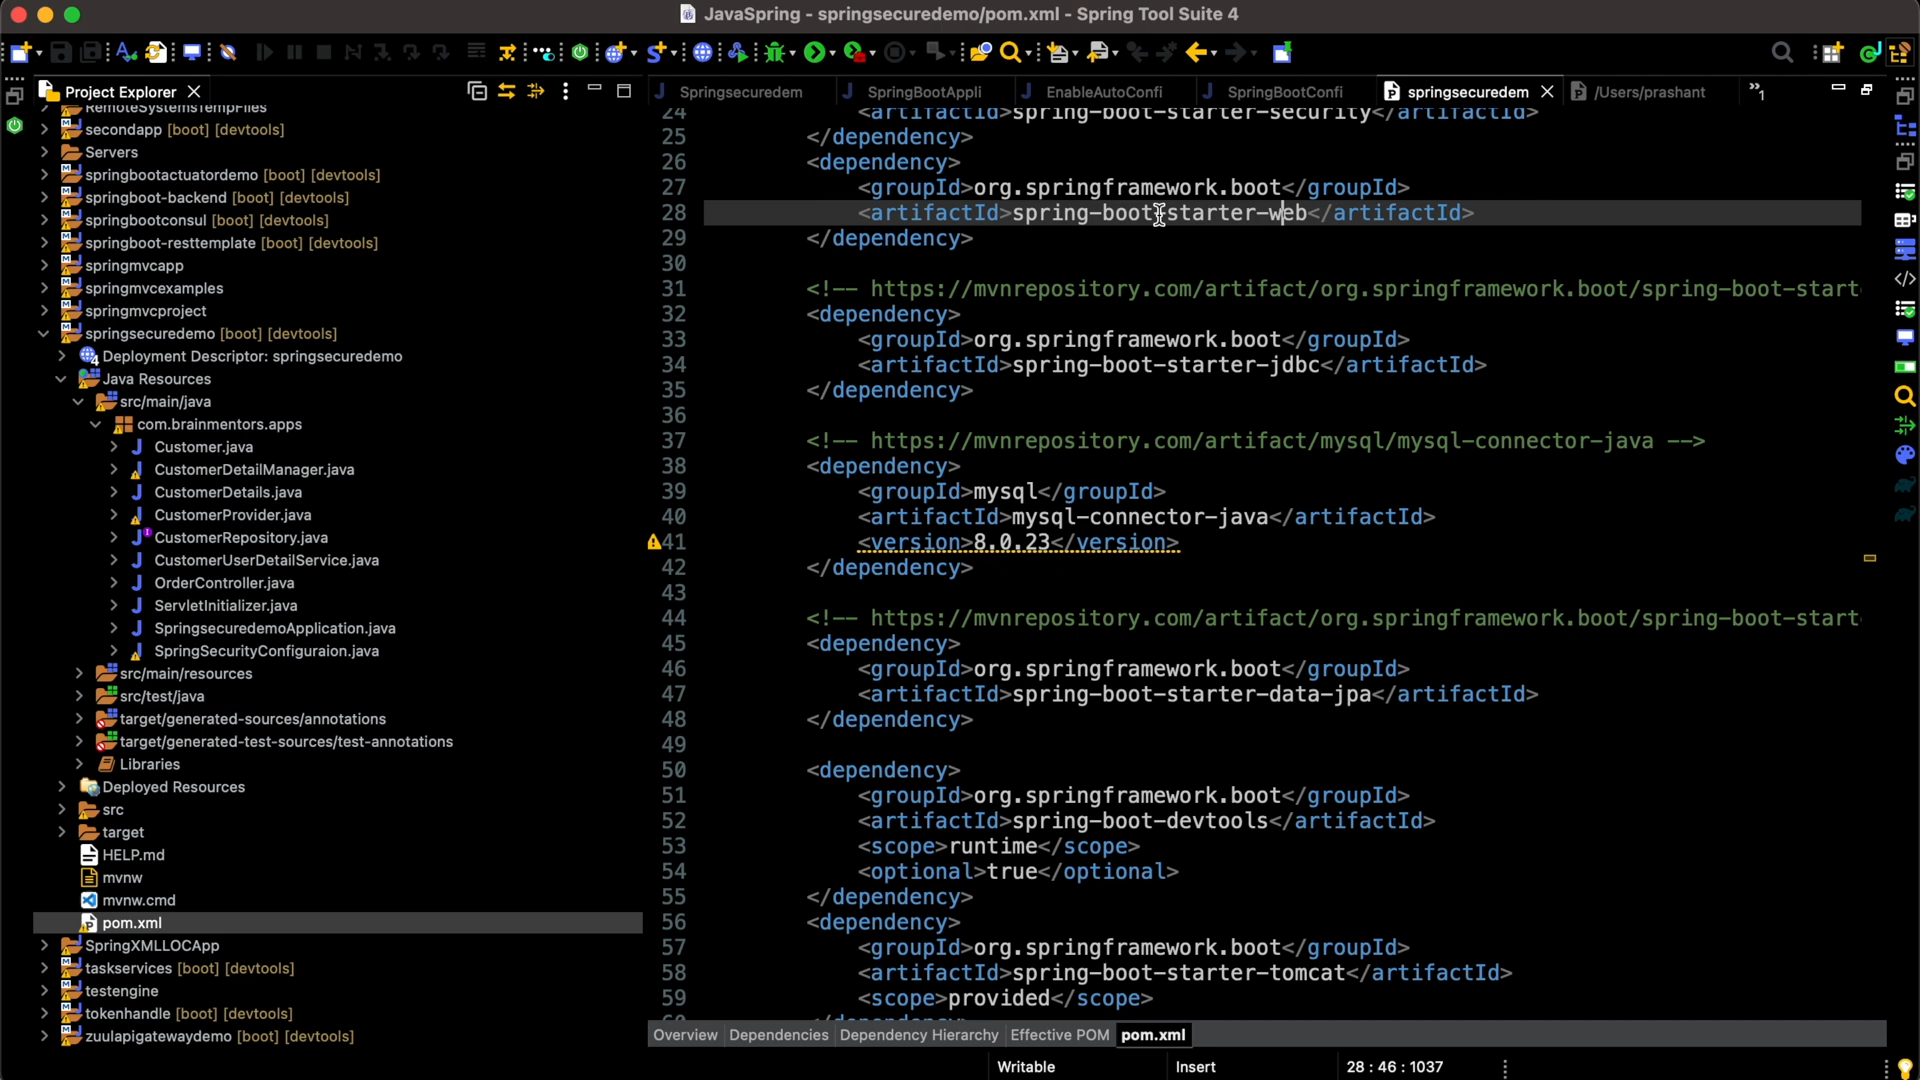 JavaSpring - springsecuredemo/pom.xml - Spring Tool Suite 4
Project Explorer
RemoteSystemsTempFiles
secondapp [boot] [devtools]
Servers
springbootactuatordemo [boot] [devtools]
springboot-backend [boot] [devtools]
springbootconsul [boot] [devtools]
springboot-resttemplate [boot] [devtools]
springmvcapp
springmvcexamples
springmvcproject
springsecuredemo [boot] [devtools]
Deployment Descriptor: springsecuredemo
Java Resources
src/main/java
com.brainmentors.apps
Customer.java
CustomerDetailManager.java
CustomerDetails.java
CustomerProvider.java
CustomerRepository.java
CustomerUserDetailService.java
OrderController.java
ServletInitializer.java
SpringsecuredemoApplication.java
SpringSecurityConfiguraion.java
src/main/resources
src/test/java
target/generated-sources/annotations
target/generated-test-sources/test-annotations
Libraries
Deployed Resources
src
target
HELP.md
mvnw
mvnw.cmd
pom.xml
SpringXMLLOCApp
taskservices [boot] [devtools]
testengine
tokenhandle [boot] [devtools]
zuulapigatewaydemo [boot] [devtools]
Springsecuredem SpringBootAppli EnableAutoConfi SpringBootConfi springsecuredem /Users/prashant »1
24 <artifactId>spring-boot-starter-security</artifactId>
25 </dependency>
26 <dependency>
27 <groupId>org.springframework.boot</groupId>
28 <artifactId>spring-boot-starter-web</artifactId>
29 </dependency>
30
31 <!-- https://mvnrepository.com/artifact/org.springframework.boot/spring-boot-start
32 <dependency>
33 <groupId>org.springframework.boot</groupId>
34 <artifactId>spring-boot-starter-jdbc</artifactId>
35 </dependency>
36
37 <!-- https://mvnrepository.com/artifact/mysql/mysql-connector-java -->
38 <dependency>
39 <groupId>mysql</groupId>
40 <artifactId>mysql-connector-java</artifactId>
41 <version>8.0.23</version>
42 </dependency>
43
44 <!-- https://mvnrepository.com/artifact/org.springframework.boot/spring-boot-start
45 <dependency>
46 <groupId>org.springframework.boot</groupId>
47 <artifactId>spring-boot-starter-data-jpa</artifactId>
48 </dependency>
49
50 <dependency>
51 <groupId>org.springframework.boot</groupId>
52 <artifactId>spring-boot-devtools</artifactId>
53 <scope>runtime</scope>
54 <optional>true</optional>
55 </dependency>
56 <dependency>
57 <groupId>org.springframework.boot</groupId>
58 <artifactId>spring-boot-starter-tomcat</artifactId>
59 <scope>provided</scope>
Overview Dependencies Dependency Hierarchy Effective POM pom.xml
Writable Insert 28 : 46 : 1037